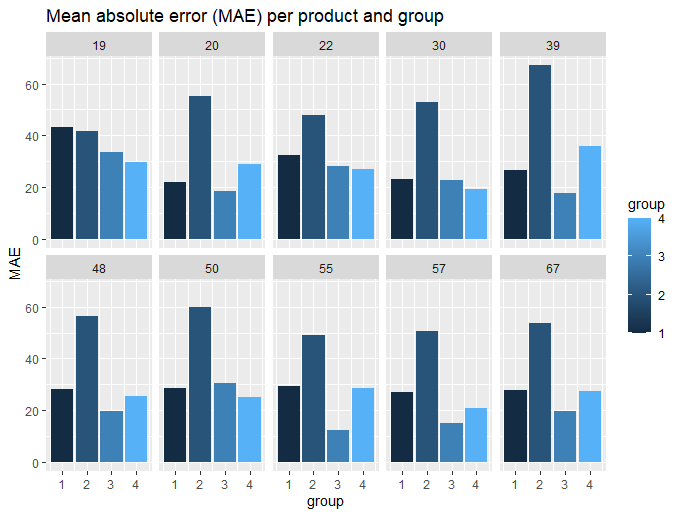 Mean absolute error (MAE) per product and group
19 20 22 30 39
60
40
20
0
48 50 55 57 67
60
40
20
0
MAE
1 2 3 4 1 2 3 4 1 2 3 4 1 2 3 4 1 2 3 4
group
group
4
3
2
1